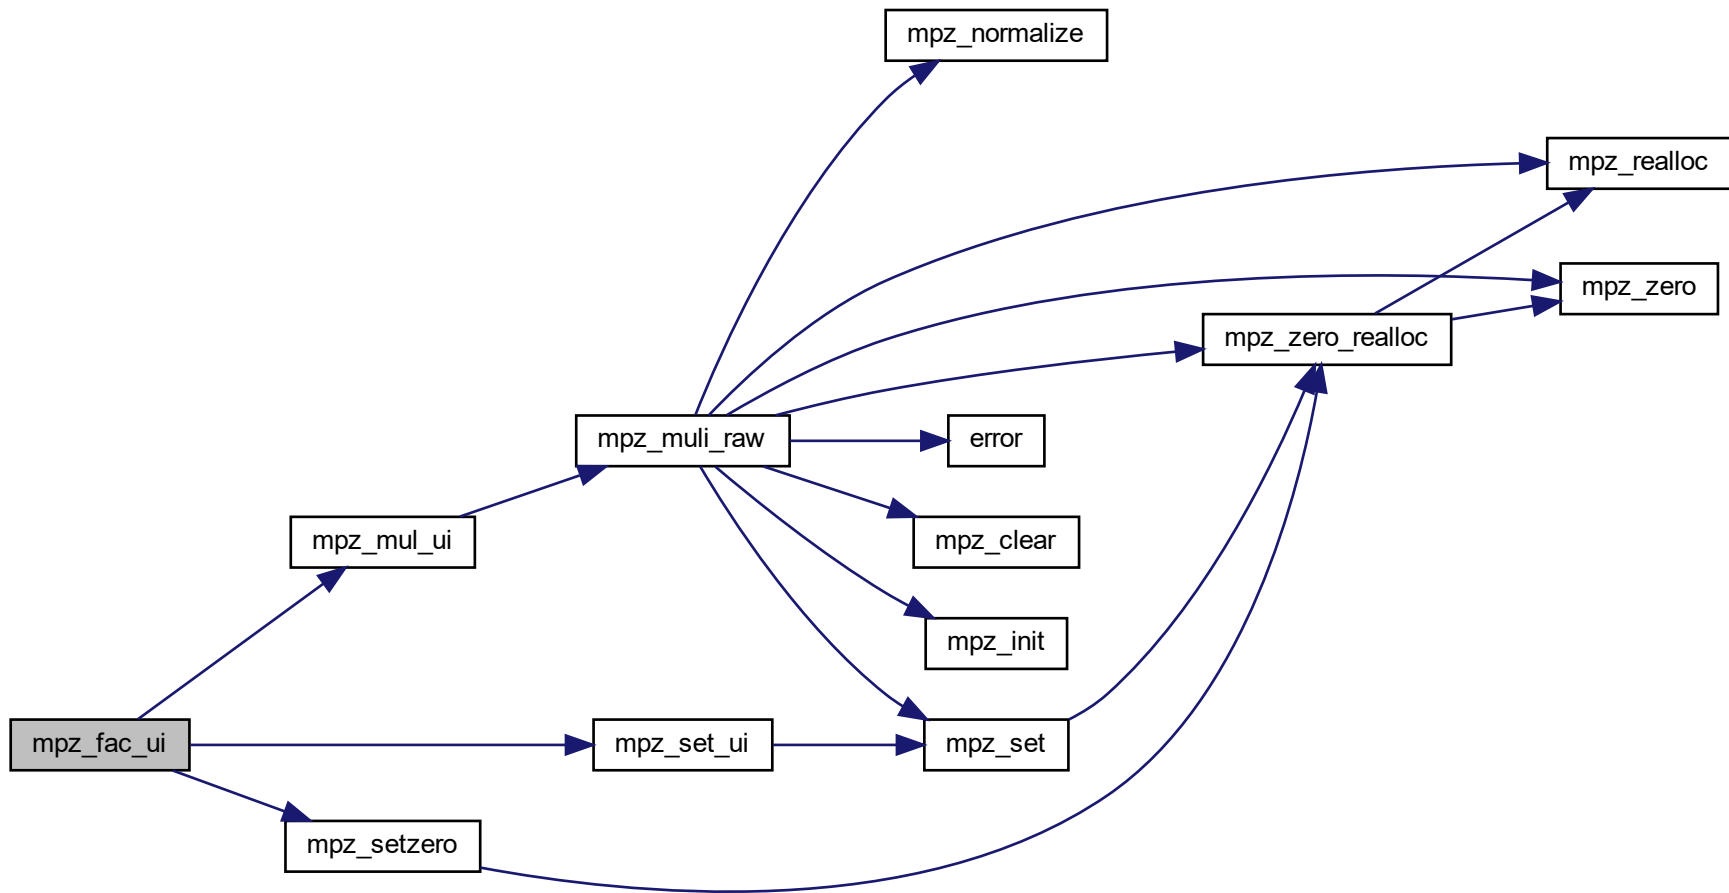 mpz_normalize
mpz_realloc
mpz_zero
mpz_zero_realloc
mpz_muli_raw
error
mpz_mul_ui
mpz_clear
mpz_init
mpz_fac_ui
mpz_set_ui
mpz_set
mpz_setzero